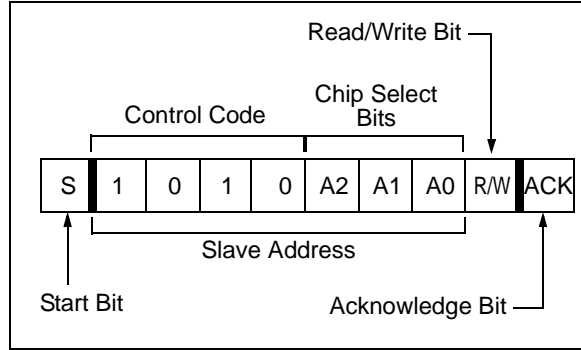 Read/Write Bit
Chip Select
Control Code Bits
S 1 0 1 0 A2 A1 A0 R/W ACK
Slave Address
Start Bit
Acknowledge Bit